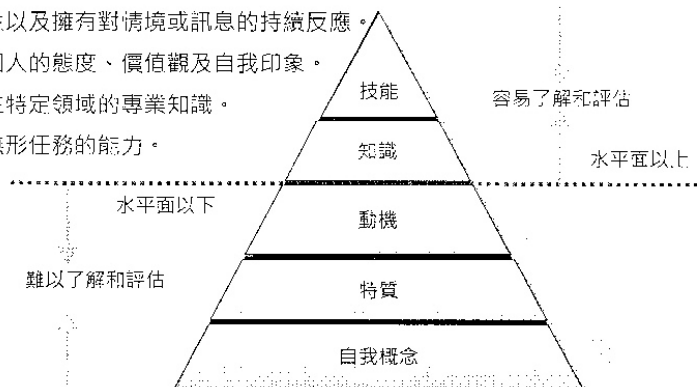 以及擁有對情境或訊息的持續反應。
人的態度、價值觀及自我印象。
特定領域的專業知識。
形任務的能力。
技能
容易了解和評估
知識
水平面以上
水平面以下
動機
難以了解和評估
特質
自我概念